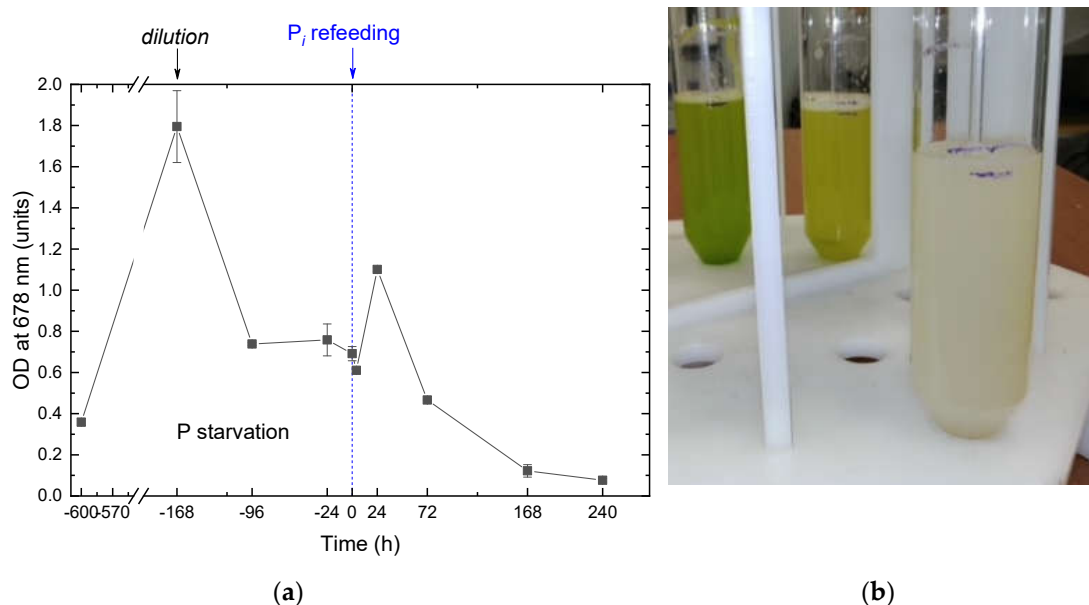 dilution
Pi refeeding
2.0
1.8
1.6
1.4
1.2
1.0
0.8
0.6
0.4
0.2
0.0
OD at 678 nm (units)
P starvation
-600 -570 -168 -96 -24 0 24 72 168 240
Time (h)
(a)
(b)